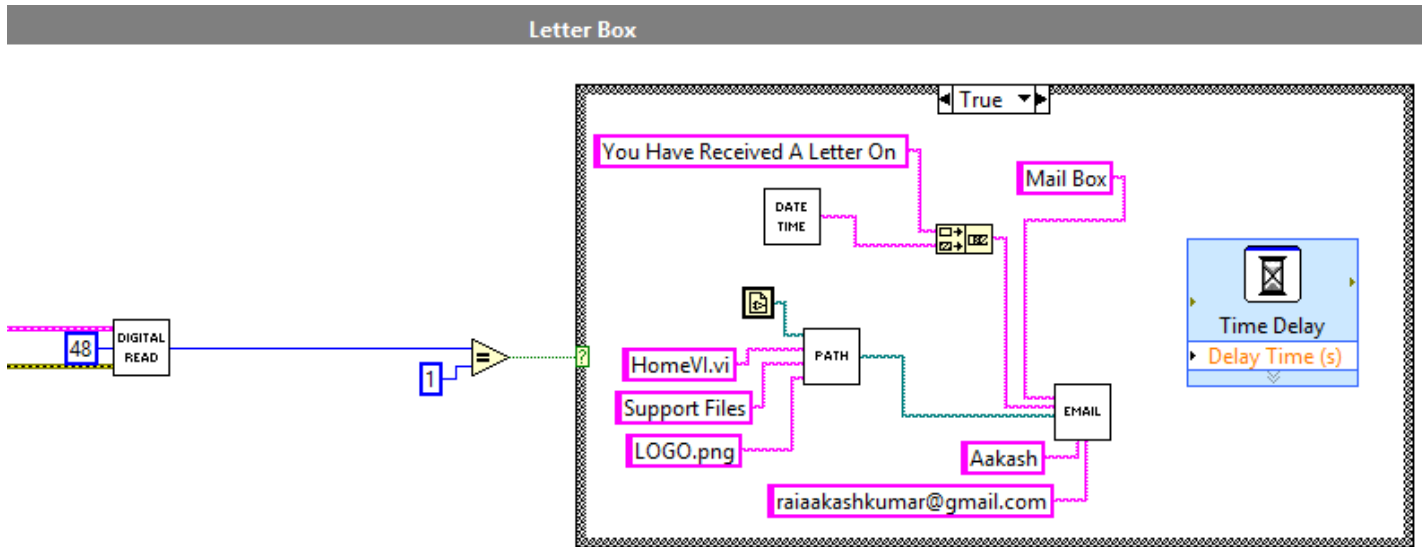 Letter Box
True
You Have Received A Letter On
Mail Box
DATE
TIME
Time Delay
Delay Time (s)
48
DIGITAL
READ
=
1
?
HomeVI.vi
Support Files
LOGO.png
PATH
EMAIL
Aakash
raiaakashkumar@gmail.com